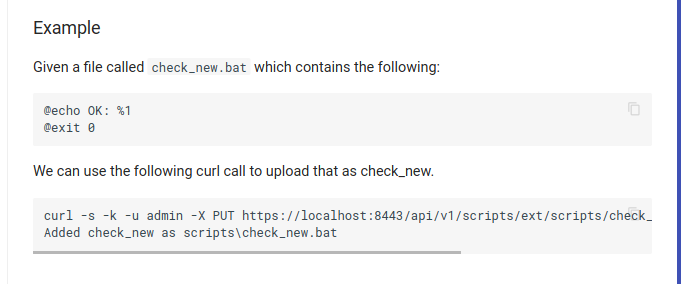 Example
Given a file called check_new.bat which contains the following:
@echo OK: %1
@exit 0
We can use the following curl call to upload that as check_new.
curl -s -k -u admin -X PUT https://localhost:8443/api/v1/scripts/ext/scripts/check_
Added check_new as scripts\check_new.bat